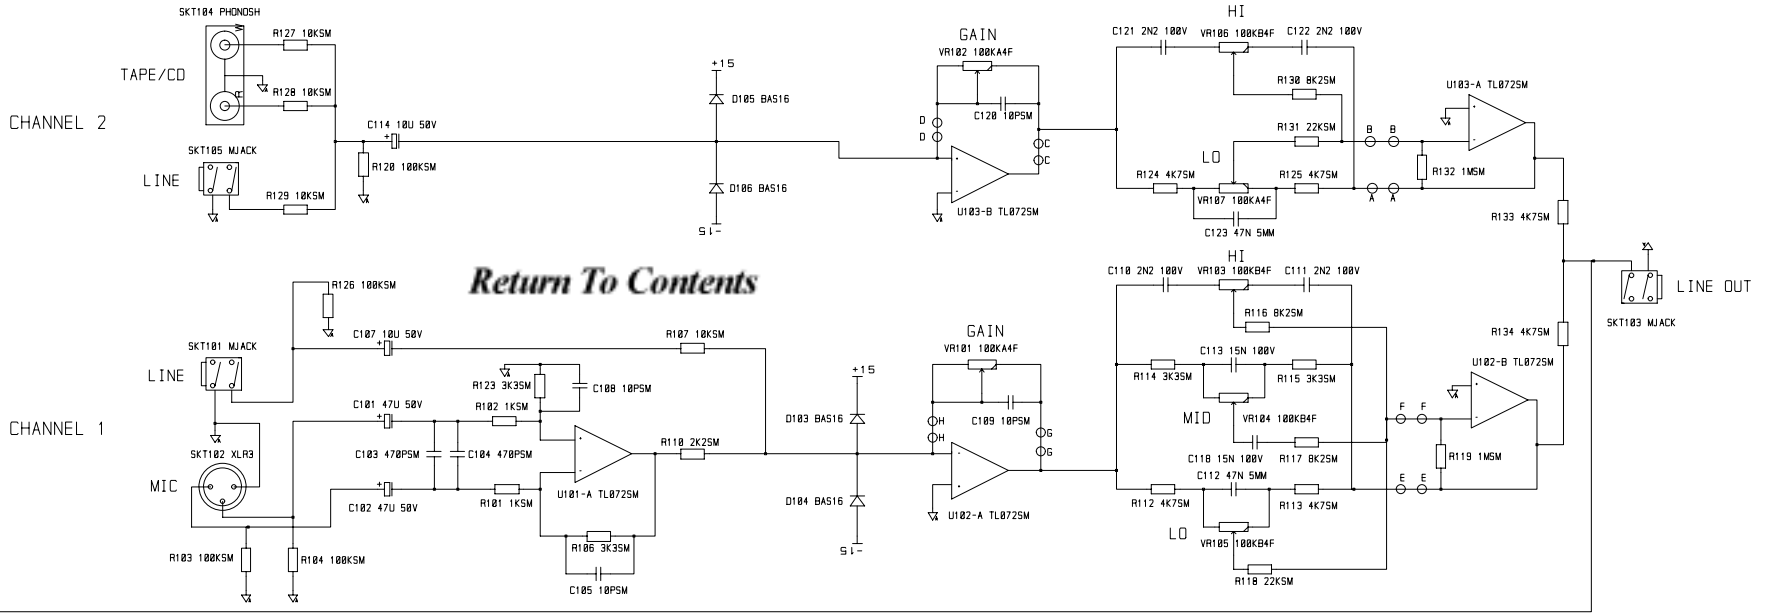 SKT104 PHONOSH
W
R127 10KSM
TAPE/CD
R
R128 10KSM
CHANNEL 2
C114 10U 50V
SKT105 MJACK
R120 100KSM
LINE
R129 10KSM
+15
D105 BAS16
D106 BAS16
-15
GAIN
VR102 100KA4F
C120 10PSM
D
D
C
C
U103-B TL072SM
HI
C121 2N2 100V
VR106 100KB4F
C122 2N2 100V
R130 8K2SM
R131 22KSM
LO
R124 4K7SM
R125 4K7SM
VR107 100KA4F
C123 47N 5MM
B
B
A
A
U103-A TL072SM
R132 1MSM
R133 4K7SM
LINE OUT
SKT103 MJACK
R134 4K7SM
Return To Contents
R126 100KSM
C107 10U 50V
R107 10KSM
SKT101 MJACK
LINE
R123 3K3SM
C108 10PSM
C101 47U 50V
R102 1KSM
CHANNEL 1
C103 470PSM
C104 470PSM
SKT102 XLR3
MIC
C102 47U 50V
R101 1KSM
U101-A TL072SM
R110 2K2SM
R103 100KSM
R104 100KSM
R106 3K3SM
C105 10PSM
+15
D103 BAS16
D104 BAS16
-15
GAIN
VR101 100KA4F
C109 10PSM
H
H
G
G
U102-A TL072SM
HI
C110 2N2 100V
VR103 100KB4F
C111 2N2 100V
R116 8K2SM
C113 15N 100V
R114 3K3SM
R115 3K3SM
MID
VR104 100KB4F
C118 15N 100V
R117 8K2SM
C112 47N 5MM
R112 4K7SM
R113 4K7SM
LO
VR105 100KB4F
R118 22KSM
F
F
E
E
U102-B TL072SM
R119 1MSM